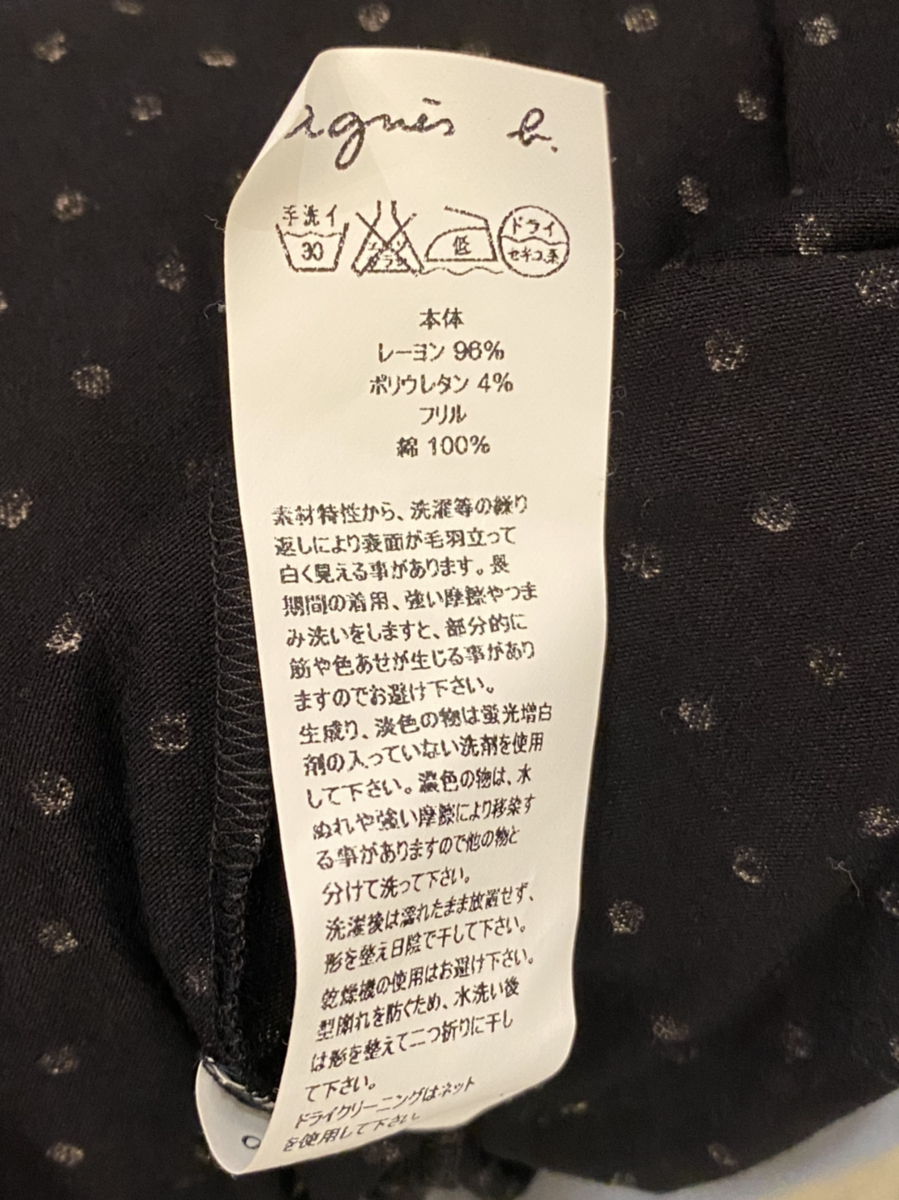 agnès b.
手洗イ
30
エンソ
サラシ
低
ドライ
セキユ系
本体
レーヨン 96%
ポリウレタン 4%
フリル
綿 100%
素材特性から、洗濯等の繰り
返しにより表面が毛羽立って
白く見える事があります。長
期間の着用、強い摩擦やつま
み洗いをしますと、部分的に
筋や色あせが生じる事があり
ますのでお避け下さい。
生成り、淡色の物は蛍光増白
剤の入っていない洗剤を使用
して下さい。濃色の物は、水
ぬれや強い摩擦により移染す
る事がありますので他の物と
分けて洗って下さい。
洗濯後は濡れたまま放置せず、
形を整え日陰で干して下さい。
乾燥機の使用はお避け下さい。
型崩れを防ぐため、水洗い後
は形を整えて二つ折りに干し
て下さい。
ドライクリーニングはネット
を使用して下さい。